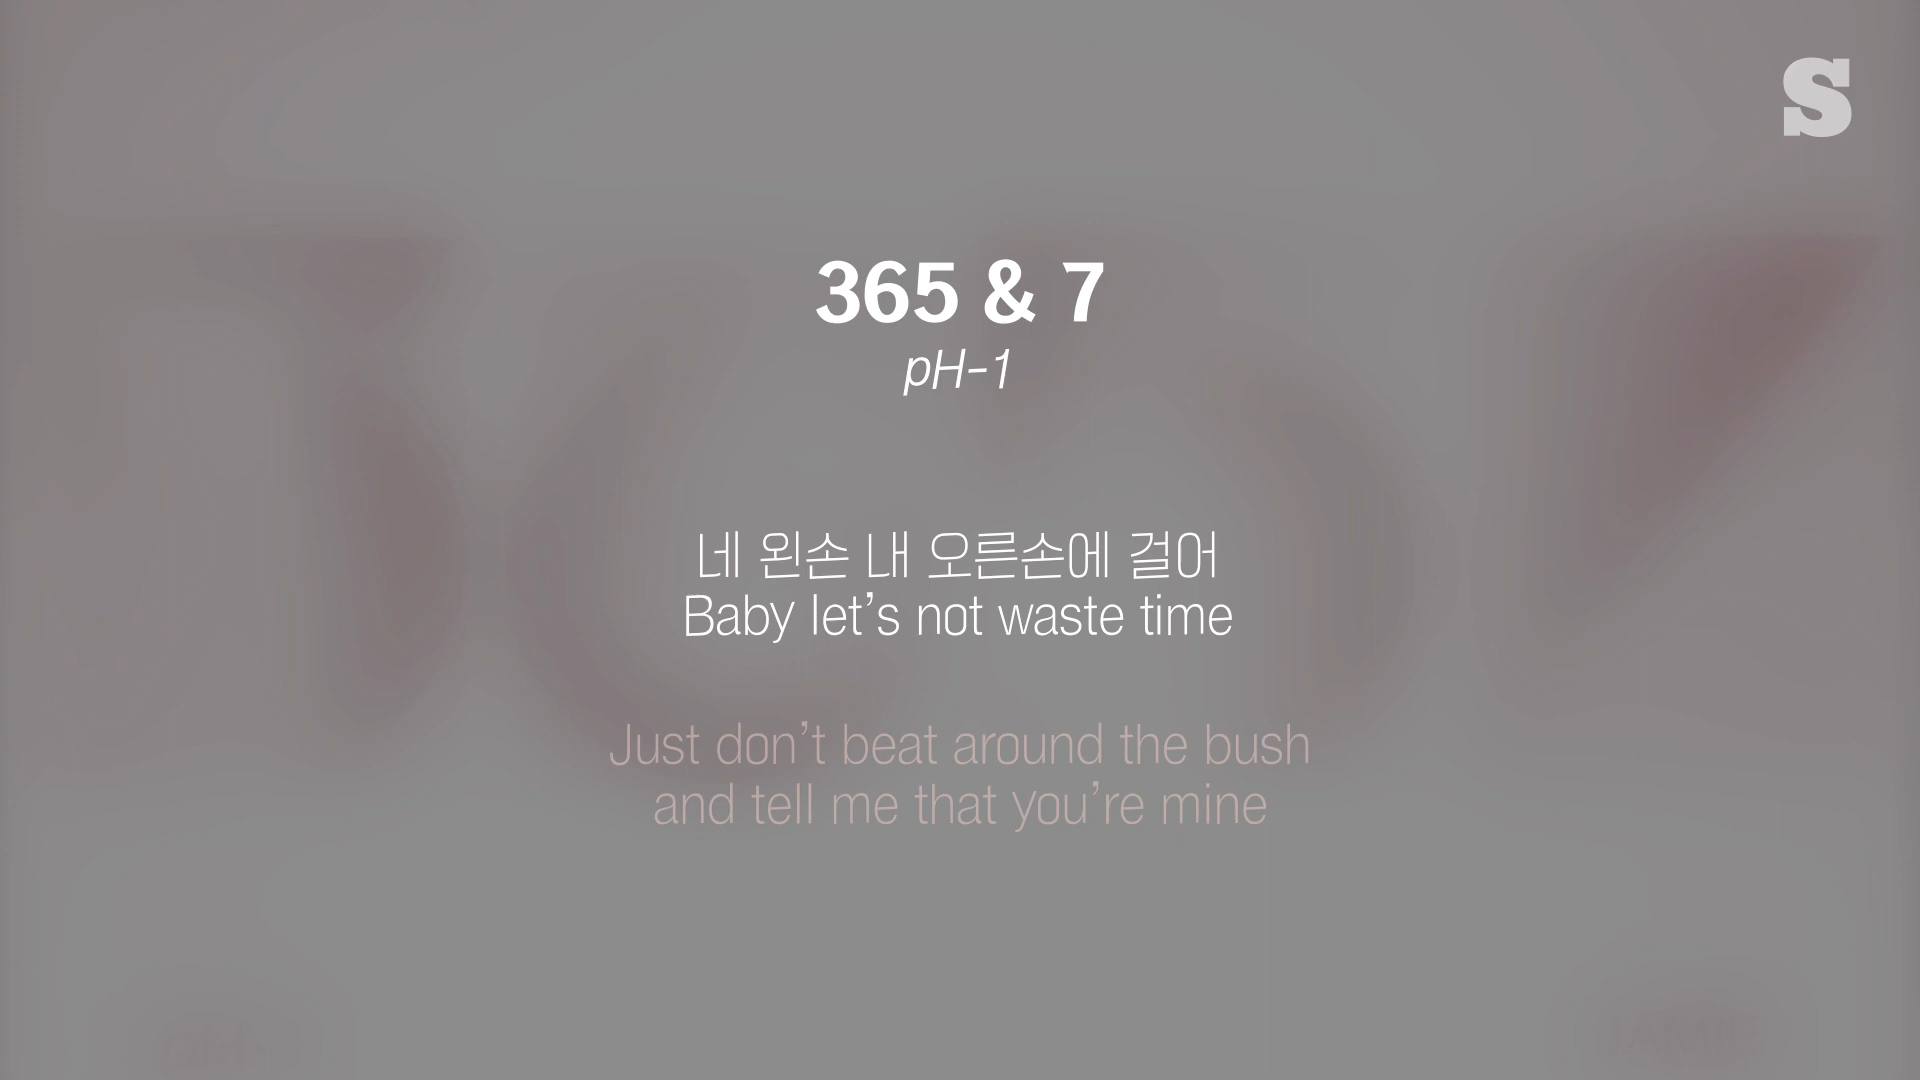 S
365 & 7
pH-1
네 왼손 내 오른손에 걸어
Baby let’s not waste time
Just don’t beat around the bush
and tell me that you’re mine